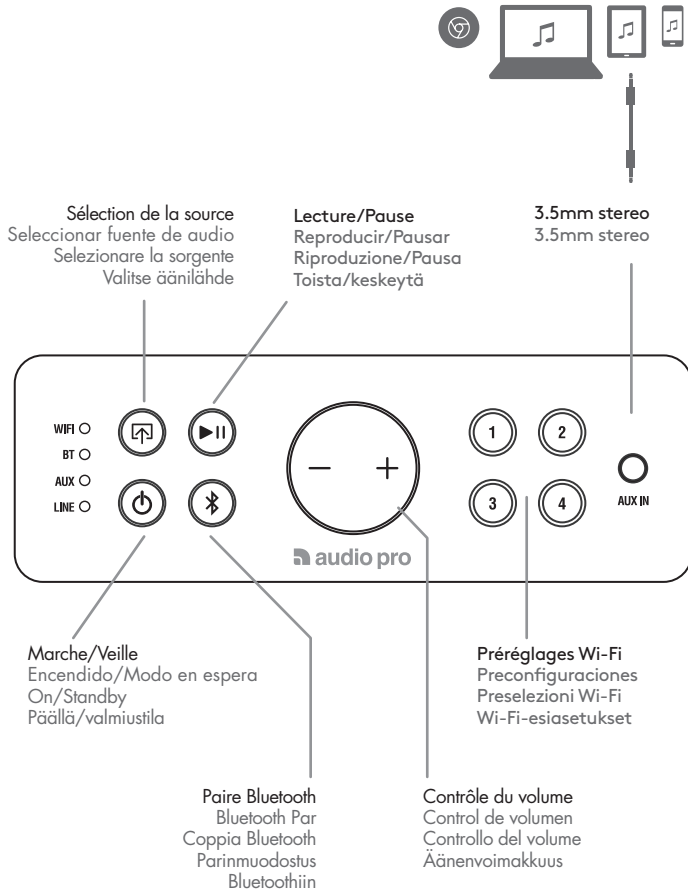 Sélection de la source
Seleccionar fuente de audio
Selezionare la sorgente
Valitse äänilähde
Lecture/Pause
Reproducir/Pausar
Riproduzione/Pausa
Toista/keskeytä
3.5mm stereo
3.5mm stereo
WIFI
BT
AUX
LINE
1
2
3
4
AUX IN
audio pro
Marche/Veille
Encendido/Modo en espera
On/Standby
Päällä/valmiustila
Préréglages Wi-Fi
Preconfiguraciones
Preselezioni Wi-Fi
Wi-Fi-esiasetukset
Paire Bluetooth
Bluetooth Par
Coppia Bluetooth
Parinmuodostus
Bluetoothiin
Contrôle du volume
Control de volumen
Controllo del volume
Äänenvoimakkuus